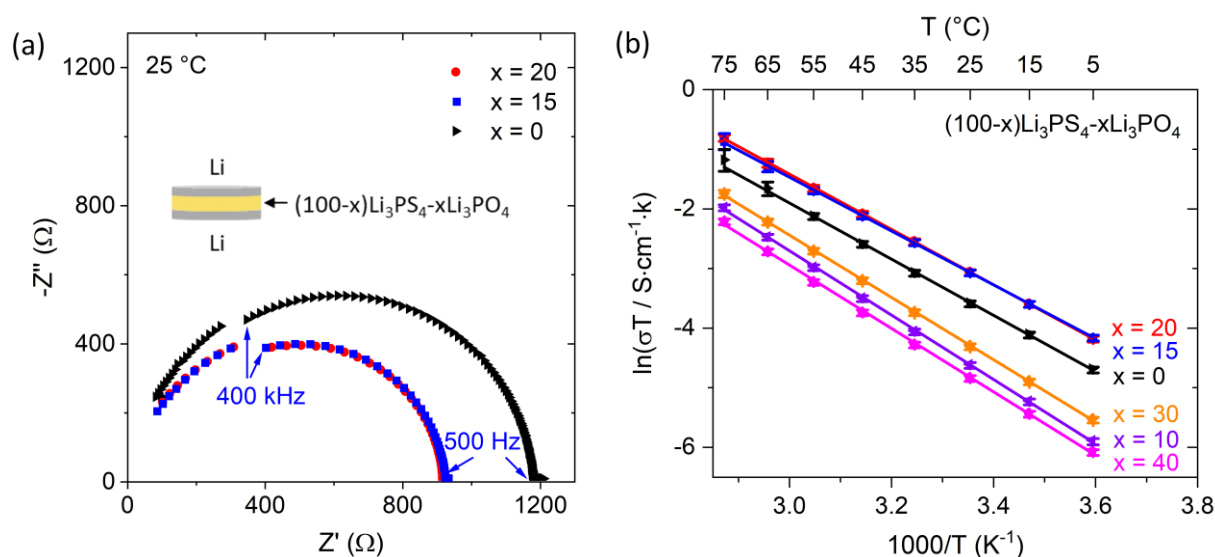 (a)
25 °C
x = 20
x = 15
x = 0
Li
(100-x)Li₃PS₄-xLi₃PO₄
Li
400 kHz
500 Hz
1200
800
400
0
0 400 800 1200
-Z'' (Ω)
Z' (Ω)
(b)
T (°C)
75 65 55 45 35 25 15 5
(100-x)Li₃PS₄-xLi₃PO₄
0
-2
-4
-6
ln(σT / S·cm⁻¹·k)
x = 20
x = 15
x = 0
x = 30
x = 10
x = 40
3.0 3.2 3.4 3.6 3.8
1000/T (K⁻¹)